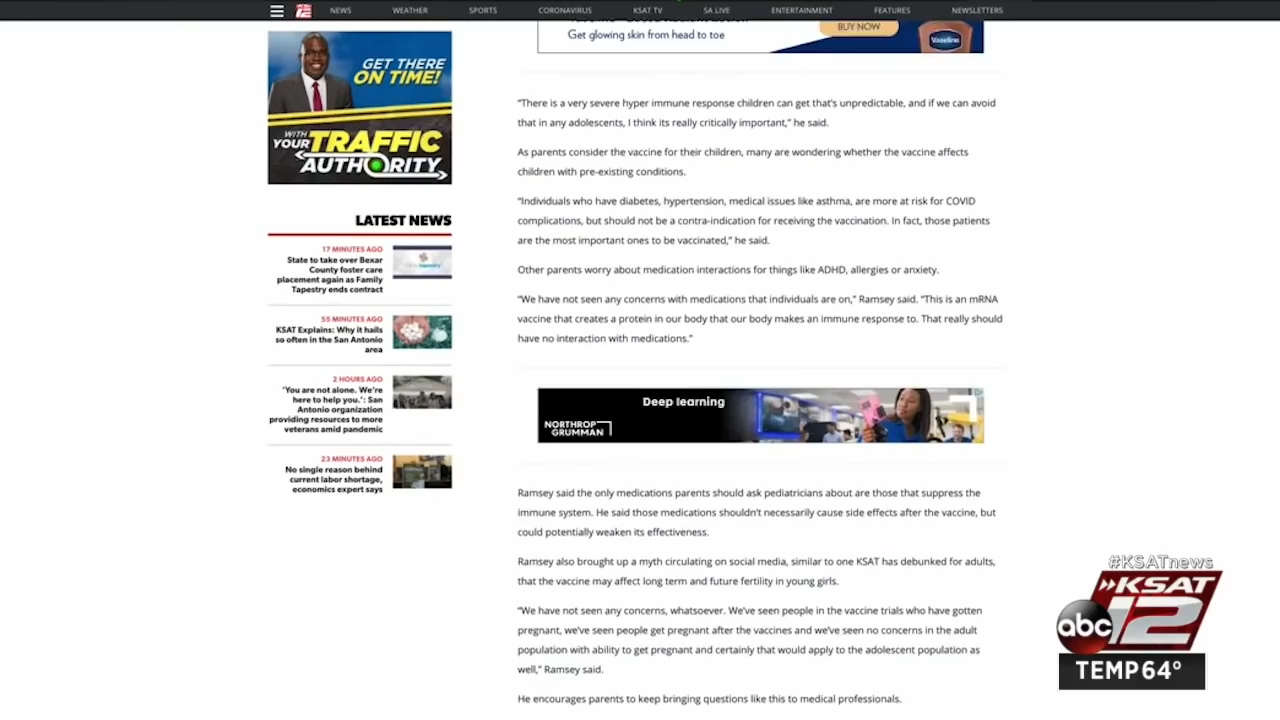 12
NEWS
WEATHER
SPORTS
CORONAVIRUS
KSAT TV
SA LIVE
ENTERTAINMENT
FEATURES
NEWSLETTERS
Get glowing skin from head to toe
BUY NOW
Vaseline
GET THERE
ON TIME!
WITH
YOUR TRAFFIC
AUTHORITY
LATEST NEWS
17 MINUTES AGO
State to take over Bexar
County foster care
placement again as Family
Tapestry ends contract
55 MINUTES AGO
KSAT Explains: Why it hails
so often in the San Antonio
area
2 HOURS AGO
‘You are not alone. We’re
here to help you.’: San
Antonio organization
providing resources to more
veterans amid pandemic
23 MINUTES AGO
No single reason behind
current labor shortage,
economics expert says
“There is a very severe hyper immune response children can get that’s unpredictable, and if we can avoid
that in any adolescents, I think its really critically important,” he said.
As parents consider the vaccine for their children, many are wondering whether the vaccine affects
children with pre-existing conditions.
“Individuals who have diabetes, hypertension, medical issues like asthma, are more at risk for COVID
complications, but should not be a contra-indication for receiving the vaccination. In fact, those patients
are the most important ones to be vaccinated,” he said.
Other parents worry about medication interactions for things like ADHD, allergies or anxiety.
“We have not seen any concerns with medications that individuals are on,” Ramsey said. “This is an mRNA
vaccine that creates a protein in our body that our body makes an immune response to. That really should
have no interaction with medications.”
Deep learning
NORTHROP
GRUMMAN
Ramsey said the only medications parents should ask pediatricians about are those that suppress the
immune system. He said those medications shouldn’t necessarily cause side effects after the vaccine, but
could potentially weaken its effectiveness.
Ramsey also brought up a myth circulating on social media, similar to one KSAT has debunked for adults,
that the vaccine may affect long term and future fertility in young girls.
“We have not seen any concerns, whatsoever. We’ve seen people in the vaccine trials who have gotten
pregnant, we’ve seen people get pregnant after the vaccines and we’ve seen no concerns in the adult
population with ability to get pregnant and certainly that would apply to the adolescent population as
well,” Ramsey said.
He encourages parents to keep bringing questions like this to medical professionals.
#KSATnews
KSAT
abc 12
TEMP 64°